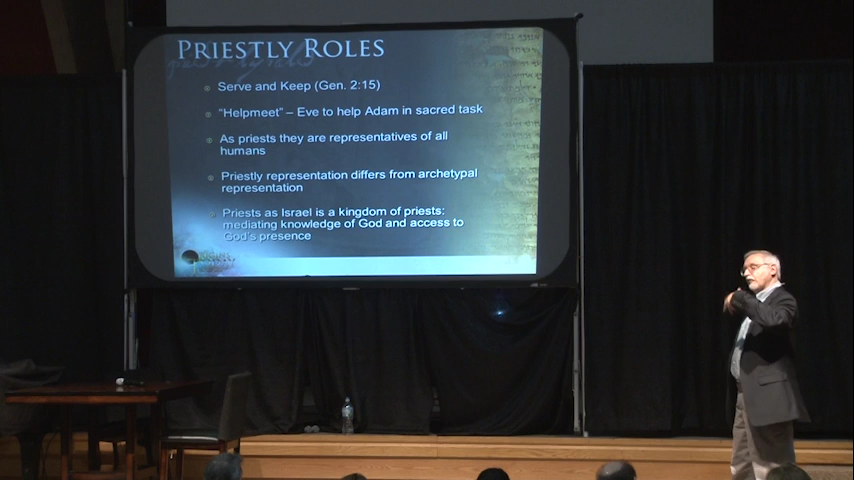 PRIESTLY ROLES
Serve and Keep (Gen. 2:15)
“Helpmeet” – Eve to help Adam in sacred task
As priests they are representatives of all
humans
Priestly representation differs from archetypal
representation
Priests as Israel is a kingdom of priests:
mediating knowledge of God and access to
God’s presence